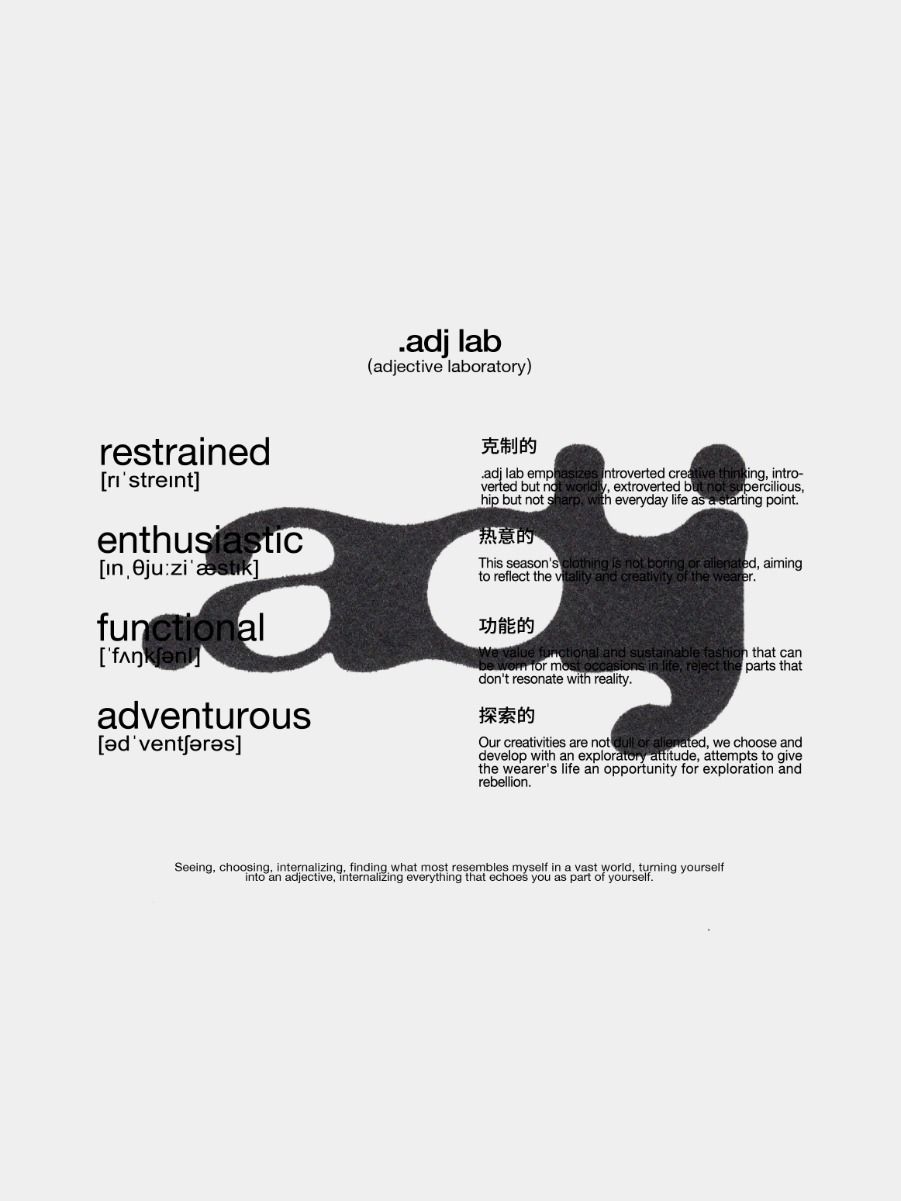 .adj lab
(adjective laboratory)
restrained
[rɪˈstreɪnt]
克制的
.adj lab emphasizes introverted creative thinking, intro-
verted but not worldly, extroverted but not supercilious,
hip but not sharp, with everyday life as a starting point.
enthusiastic
[ɪnˌθjuːziˈæstɪk]
热意的
This season's clothing is not boring or alienated, aiming
to reflect the vitality and creativity of the wearer.
functional
[ˈfʌŋkʃənl]
功能的
We value functional and sustainable fashion that can
be worn for most occasions in life, reject the parts that
don't resonate with reality.
adventurous
[ədˈventʃərəs]
探索的
Our creativities are not dull or alienated, we choose and
develop with an exploratory attitude, attempts to give
the wearer's life an opportunity for exploration and
rebellion.
Seeing, choosing, internalizing, finding what most resembles myself in a vast world, turning yourself
into an adjective, internalizing everything that echoes you as part of yourself.